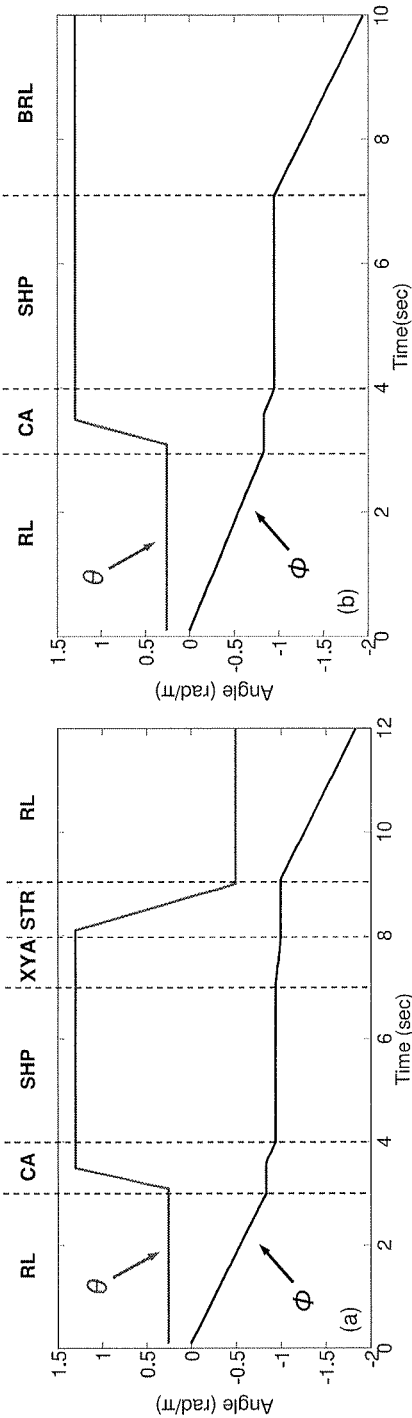 RL CA SHP XYA STR RL
1.5
1
0.5
0
-0.5
-1
-1.5
-2
Angle (rad/π)
θ
Φ
(a)
0 2 4 6 8 10 12
Time (sec)
RL CA SHP BRL
1.5
1
0.5
0
-0.5
-1
-1.5
-2
Angle (rad/π)
θ
Φ
(b)
0 2 4 6 8 10
Time(sec)